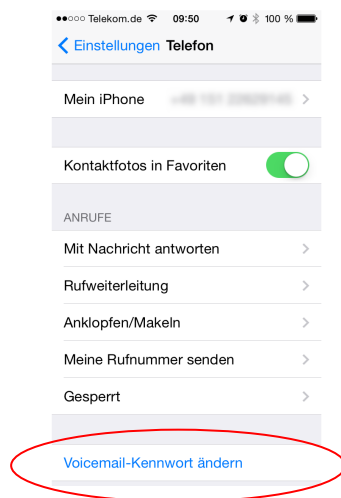 Telekom.de 09:50 100 %
Einstellungen Telefon
Mein iPhone
Kontaktfotos in Favoriten
ANRUFE
Mit Nachricht antworten
Rufweiterleitung
Anklopfen/Makeln
Meine Rufnummer senden
Gesperrt
Voicemail-Kennwort ändern